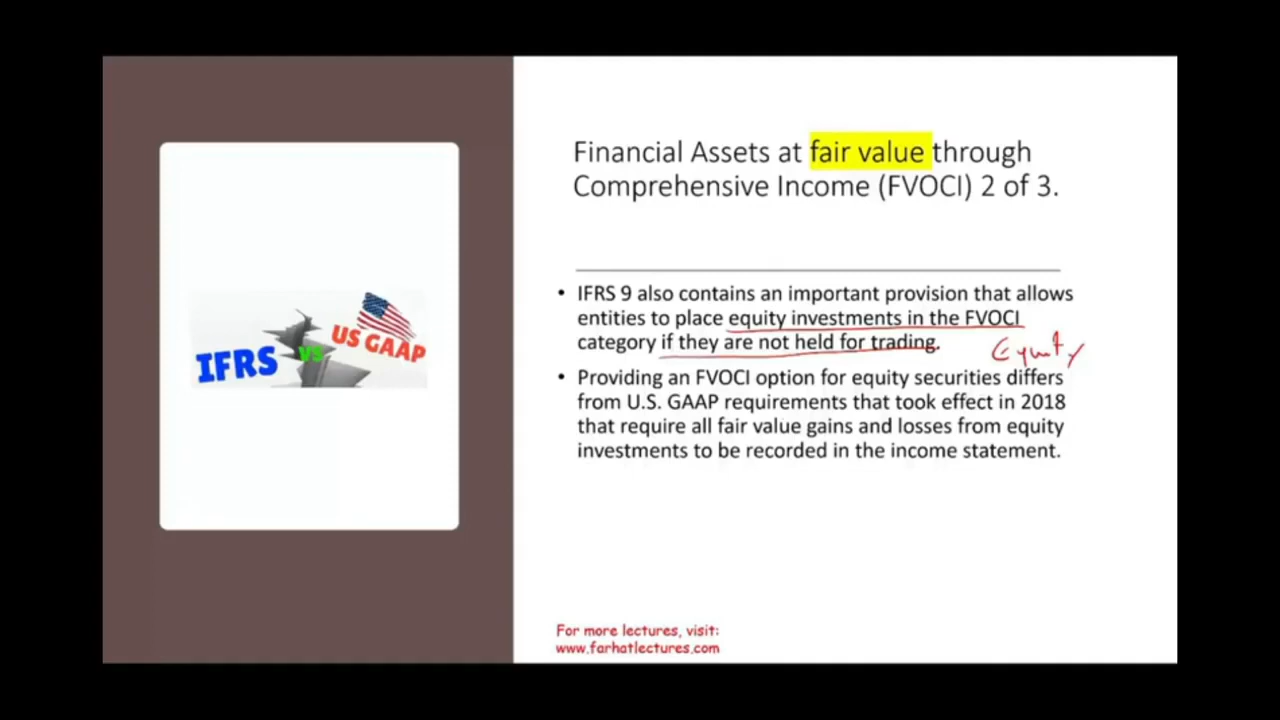 Financial Assets at fair value through
Comprehensive Income (FVOCI) 2 of 3.
• IFRS 9 also contains an important provision that allows
entities to place equity investments in the FVOCI
category if they are not held for trading.
Equity
• Providing an FVOCI option for equity securities differs
from U.S. GAAP requirements that took effect in 2018
that require all fair value gains and losses from equity
investments to be recorded in the income statement.
IFRS VS US GAAP
For more lectures, visit:
www.farhatlectures.com